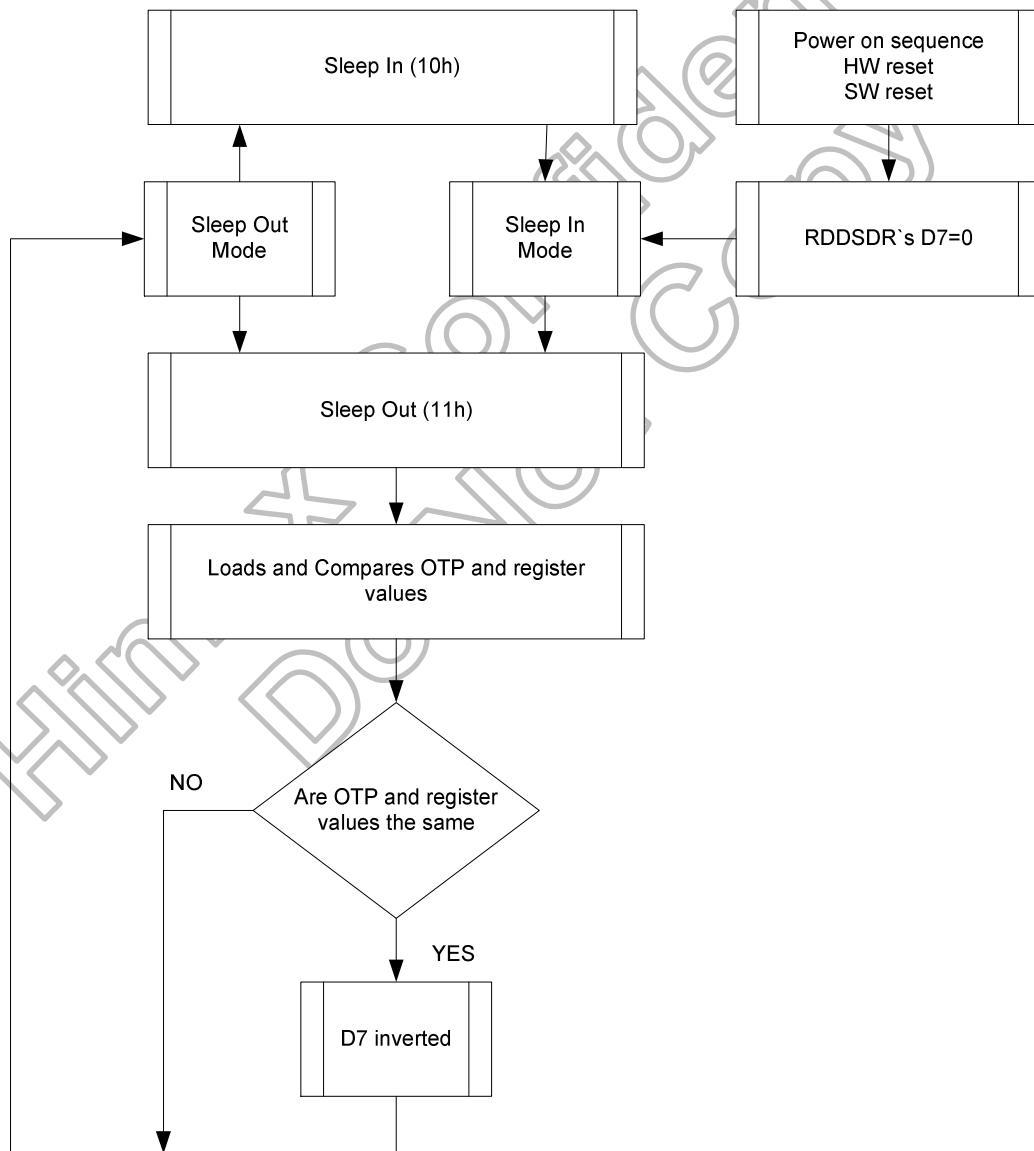 Sleep In (10h)
Power on sequence
HW reset
SW reset
Sleep Out
Mode
Sleep In
Mode
RDDSDR`s D7=0
Sleep Out (11h)
Loads and Compares OTP and register
values
NO
Are OTP and register
values the same
YES
D7 inverted